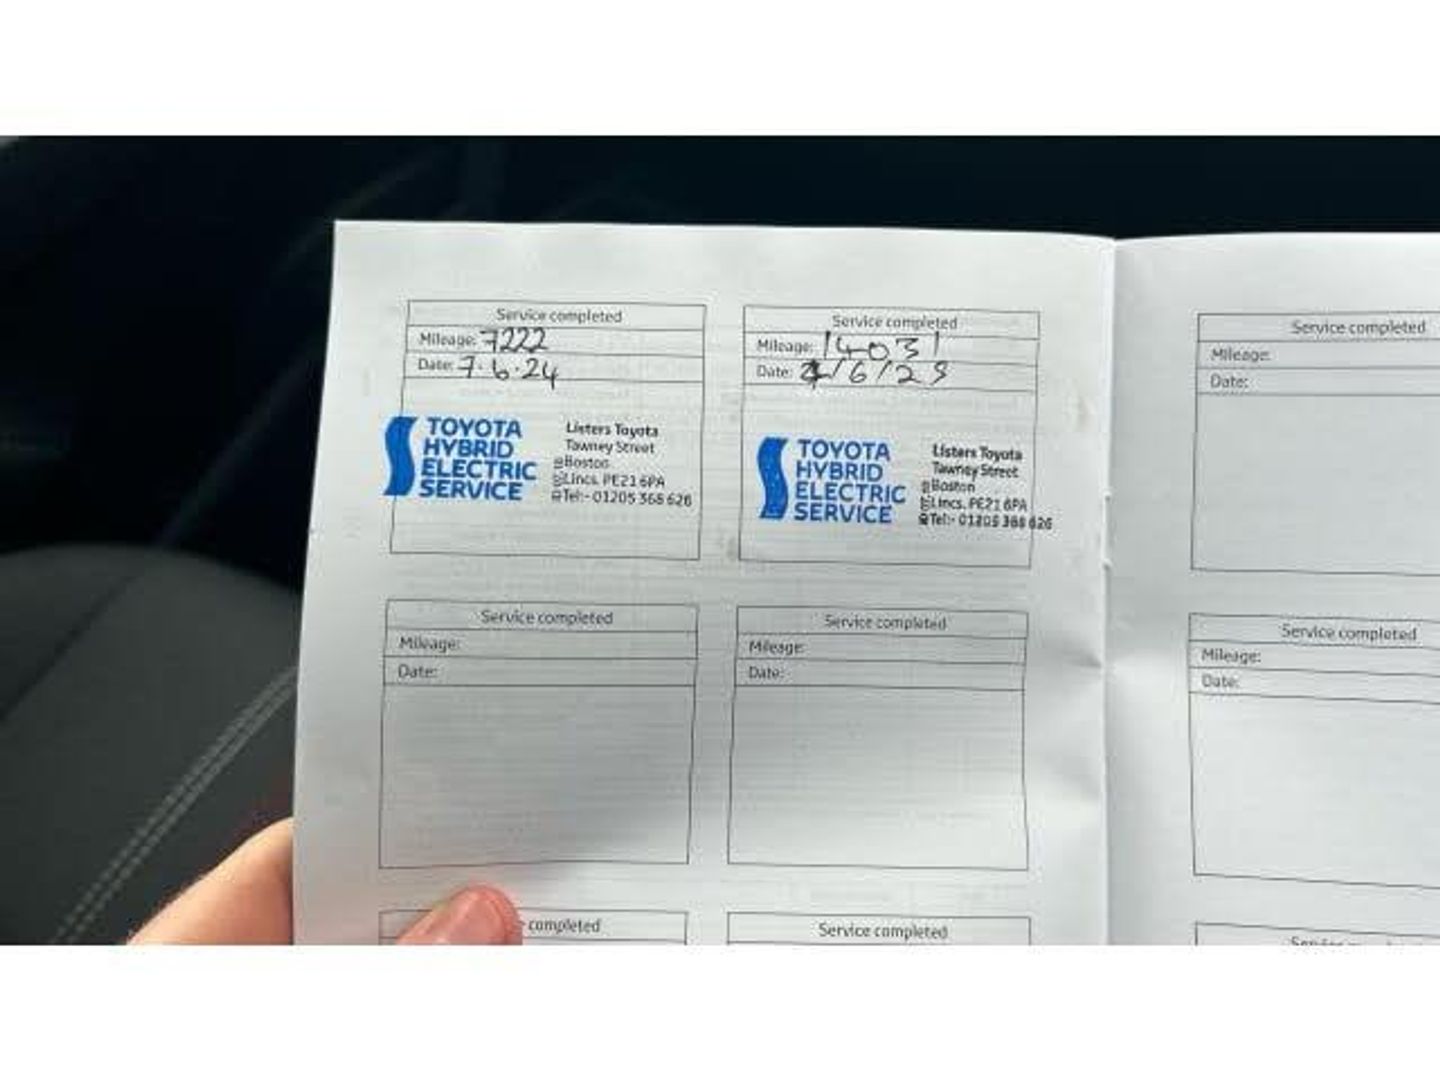 Service completed
Mileage: 7222
Date: 7.6.24
TOYOTA
HYBRID
ELECTRIC
SERVICE
Listers Toyota
Tawney Street
Boston
Lincs. PE21 6PA
Tel:- 01205 368 626
Service completed
Mileage: 14031
Date: /6/25
TOYOTA
HYBRID
ELECTRIC
SERVICE
Listers Toyota
Tawney Street
Boston
Lincs. PE21 6PA
Tel:- 01205 368 626
Service completed
Mileage:
Date:
Service completed
Mileage:
Date:
Service completed
Mileage:
Date:
Service completed
Mileage:
Date:
completed
Service completed